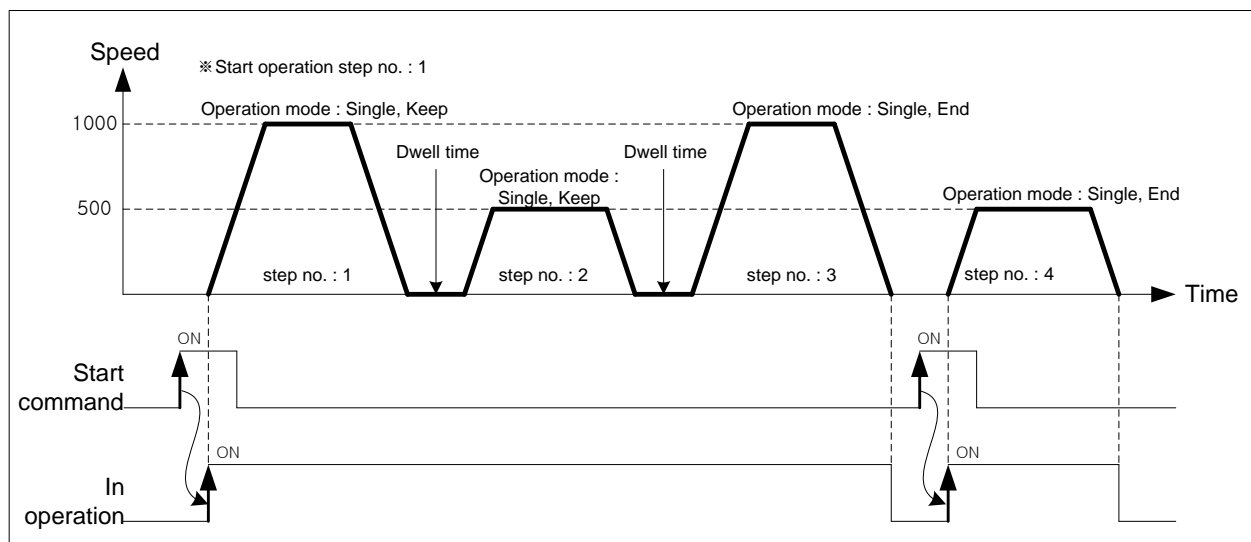 Speed
※Start operation step no. : 1
Operation mode : Single, Keep
Operation mode : Single, End
1000
Dwell time
Dwell time
Operation mode :
Single, Keep
Operation mode : Single, End
500
step no. : 1
step no. : 2
step no. : 3
step no. : 4
Time
ON
ON
Start
command
ON
ON
In
operation